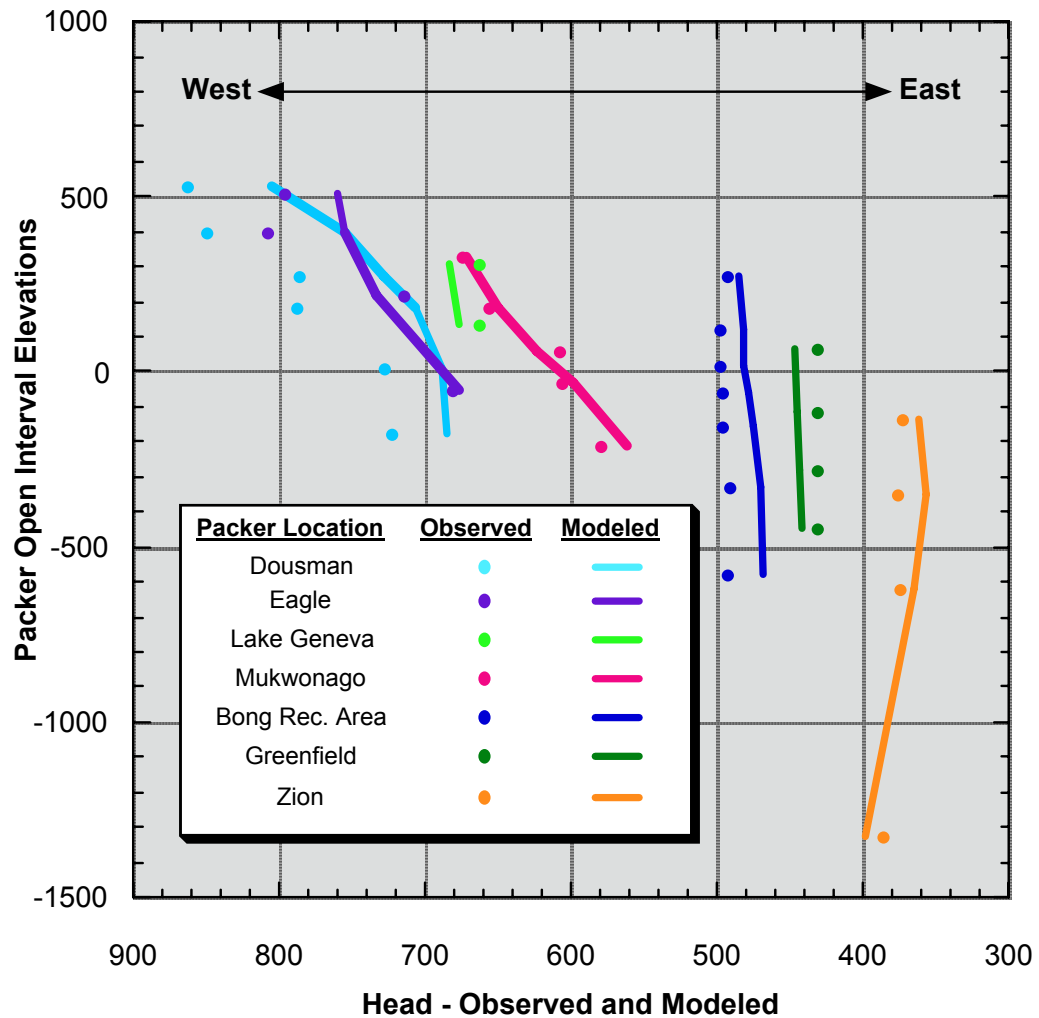 1000
500
0
-500
-1000
-1500
Packer Open Interval Elevations
West East
Packer Location Observed Modeled
Dousman
Eagle
Lake Geneva
Mukwonago
Bong Rec. Area
Greenfield
Zion
900 800 700 600 500 400 300
Head - Observed and Modeled